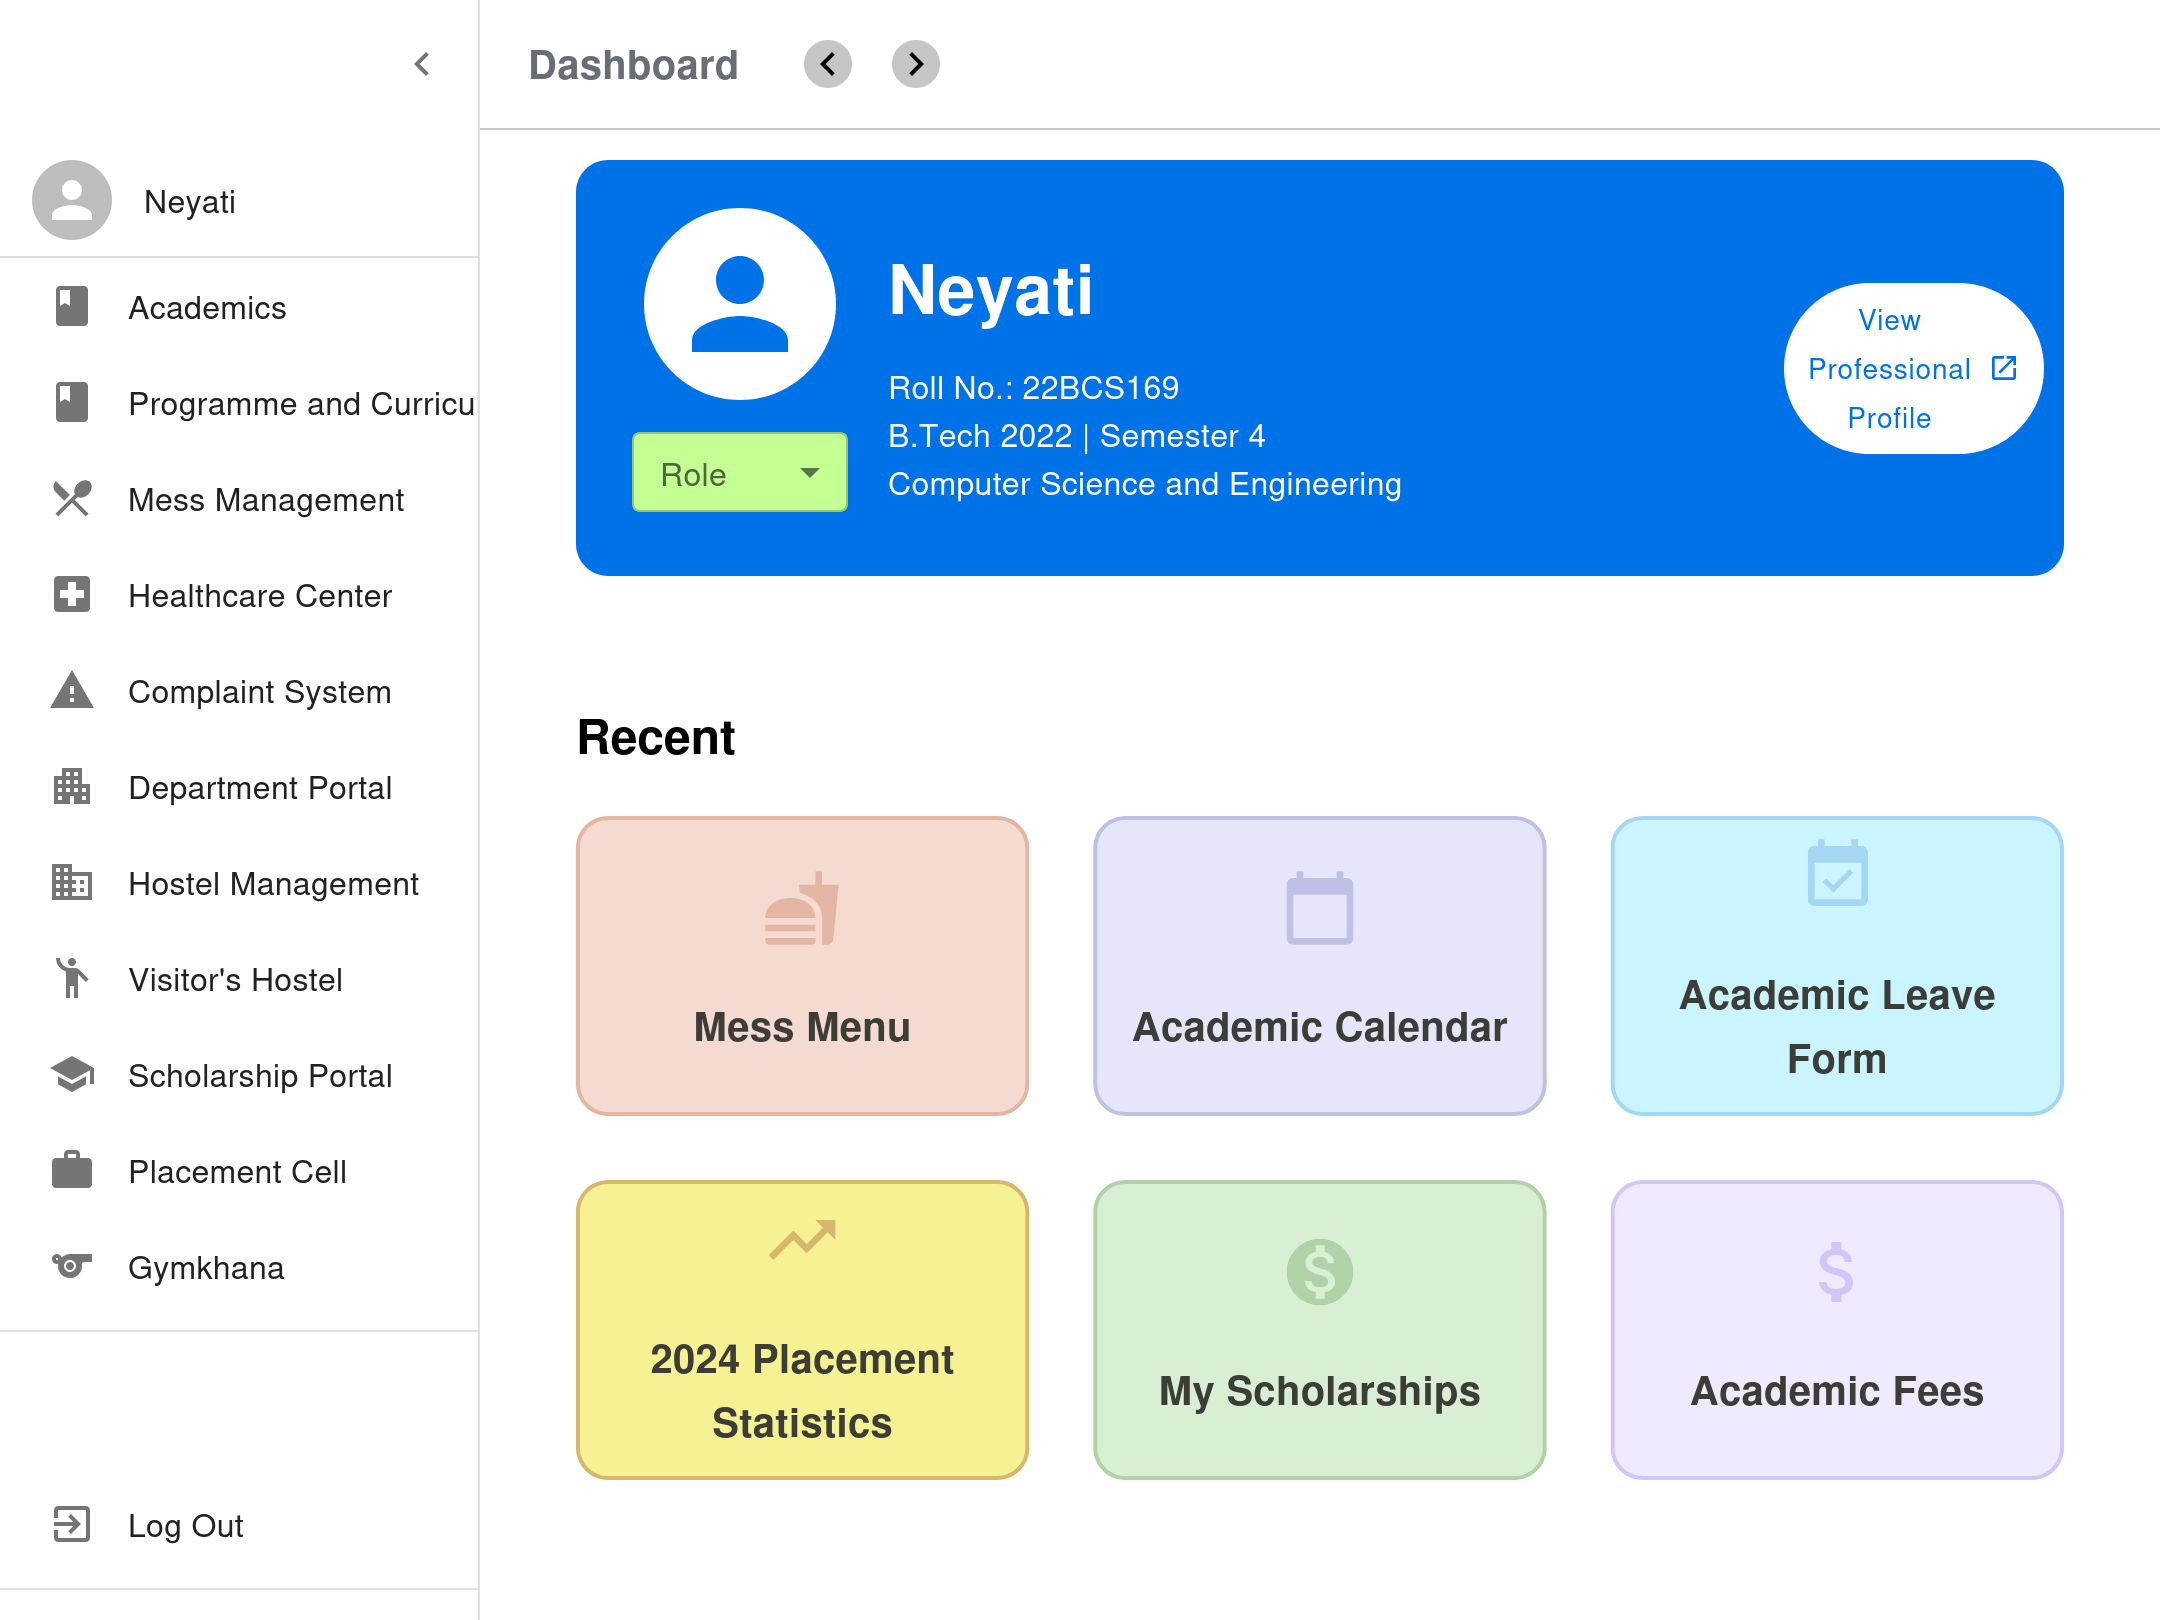 Dashboard
Neyati
Academics
Programme and Curricu
Mess Management
Healthcare Center
Complaint System
Department Portal
Hostel Management
Visitor's Hostel
Scholarship Portal
Placement Cell
Gymkhana
Log Out
Neyati
Roll No.: 22BCS169
B.Tech 2022 | Semester 4
Computer Science and Engineering
Role
View
Professional
Profile
Recent
Mess Menu
Academic Calendar
Academic Leave
Form
2024 Placement
Statistics
My Scholarships
Academic Fees